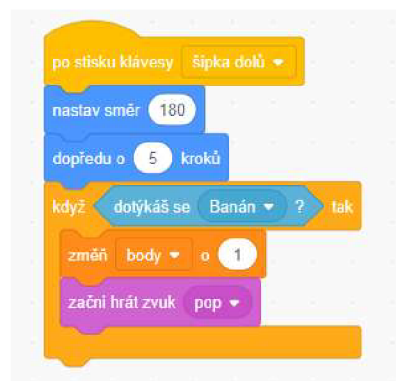 po stisku klávesy šipka dolů
nastav směr 180
dopředu o 5 kroků
když dotýkáš se Banán ? tak
změň body o 1
začni hrát zvuk pop